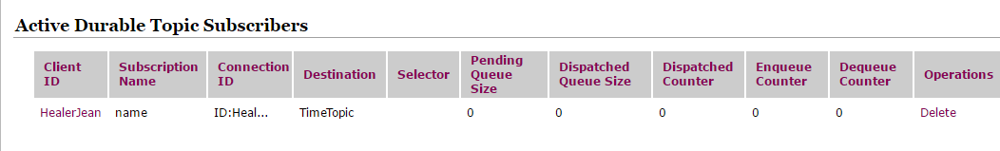 Active Durable Topic Subscribers
Client ID Subscription Name Connection ID Destination Selector Pending Queue Size Dispatched Queue Size Dispatched Counter Enqueue Counter Dequeue Counter Operations
HealerJean name ID:Heal... TimeTopic 0 0 0 0 0 Delete